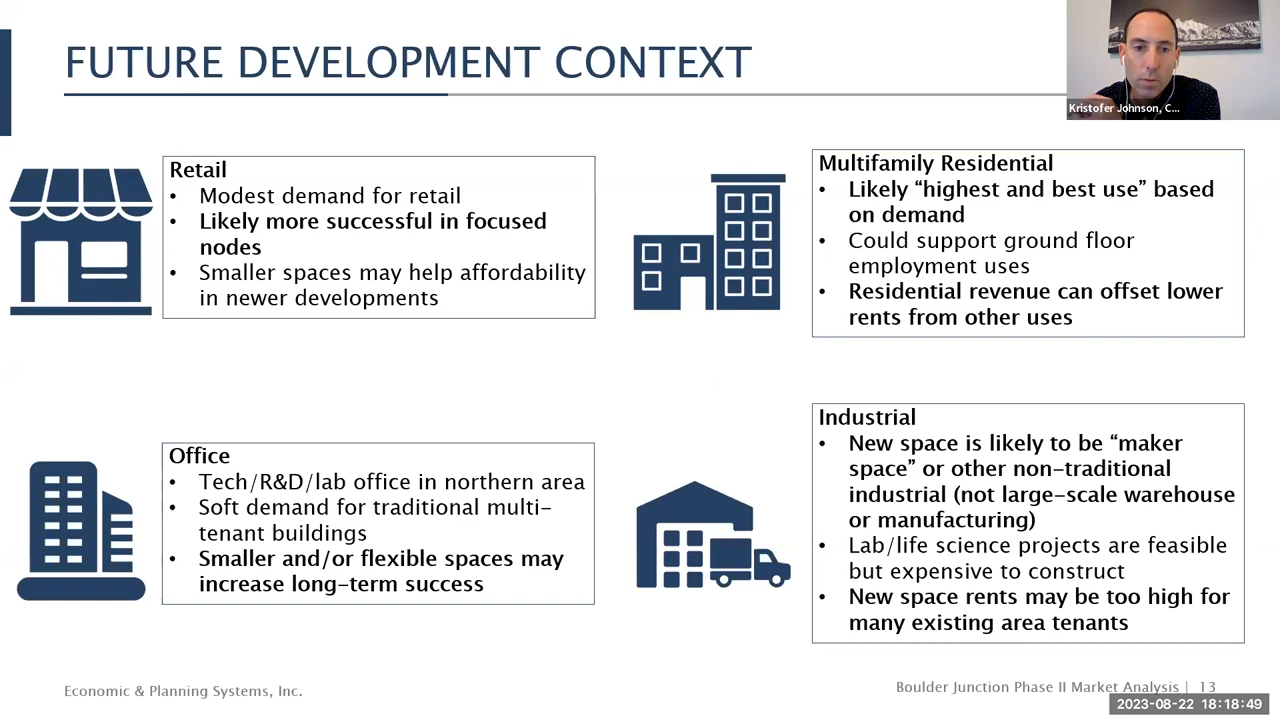 FUTURE DEVELOPMENT CONTEXT
Kristofer Johnson, C...
Retail
• Modest demand for retail
• Likely more successful in focused
nodes
• Smaller spaces may help affordability
in newer developments
Multifamily Residential
• Likely “highest and best use” based
on demand
• Could support ground floor
employment uses
• Residential revenue can offset lower
rents from other uses
Office
• Tech/R&D/lab office in northern area
• Soft demand for traditional multi-
tenant buildings
• Smaller and/or flexible spaces may
increase long-term success
Industrial
• New space is likely to be “maker
space” or other non-traditional
industrial (not large-scale warehouse
or manufacturing)
• Lab/life science projects are feasible
but expensive to construct
• New space rents may be too high for
many existing area tenants
Economic & Planning Systems, Inc.
Boulder Junction Phase II Market Analysis | 13
2023-08-22 18:18:49